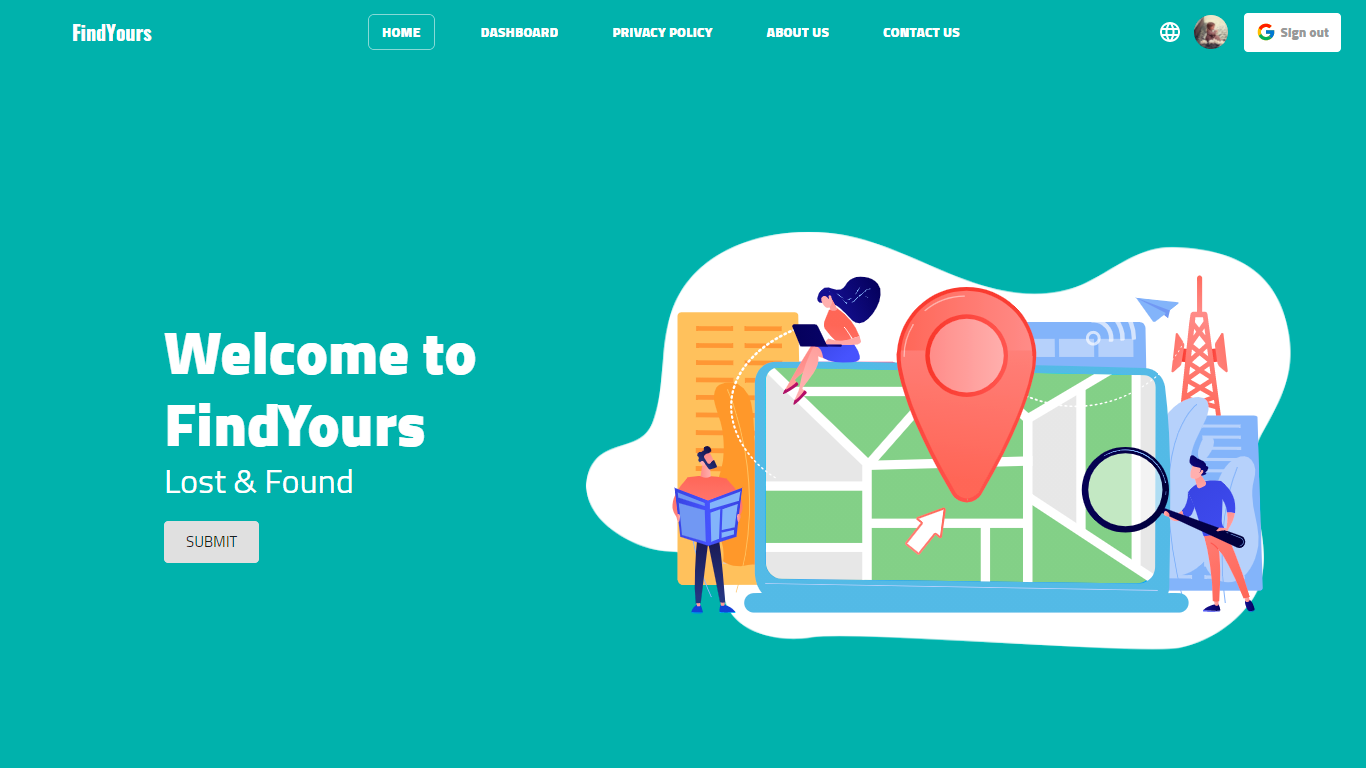 FindYours
HOME
DASHBOARD
PRIVACY POLICY
ABOUT US
CONTACT US
Sign out
Welcome to
FindYours
Lost & Found
SUBMIT